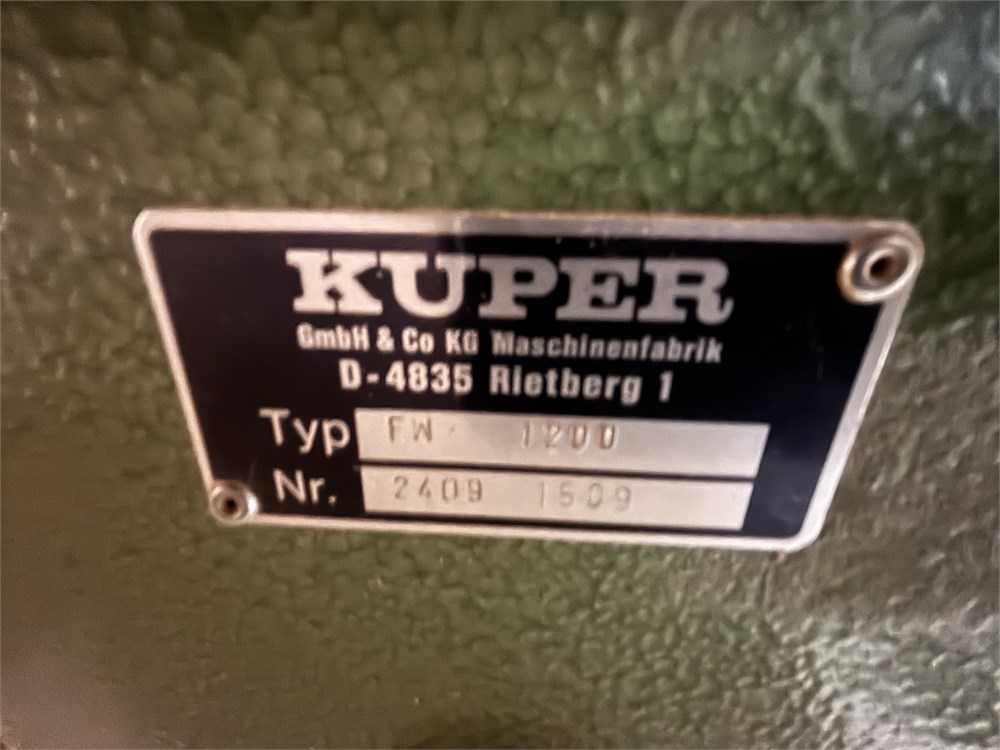 KUPER
GmbH & Co KG Maschinenfabrik
D-4835 Rietberg 1
Typ FW 1200
Nr. 2409 1509